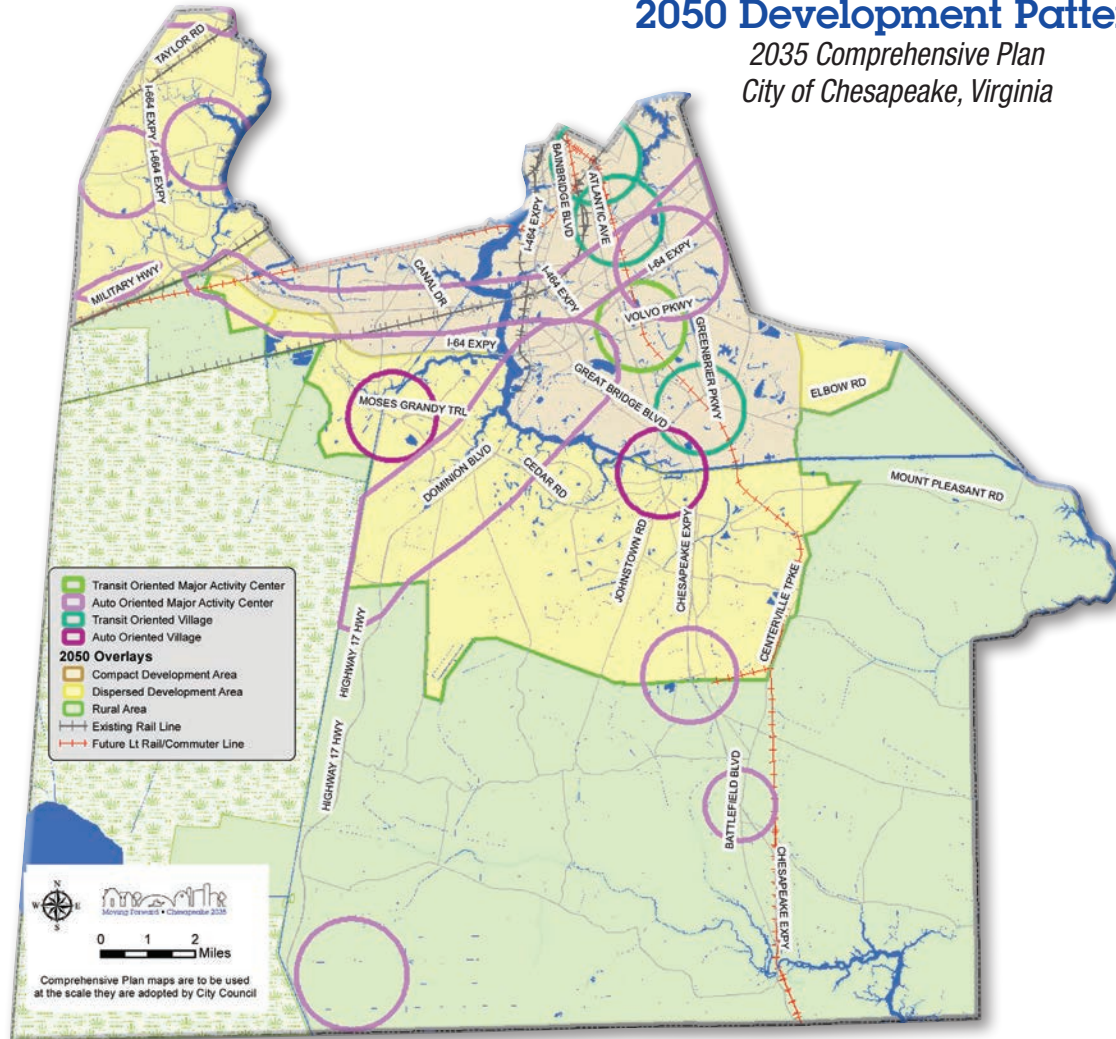 2050 Development Patte
2035 Comprehensive Plan
City of Chesapeake, Virginia
TAYLOR RD
I-664 EXPY
I-664 EXPY
MILITARY HWY
CANAL DR
I-464 EXPY
BAINBRIDGE BLVD
ATLANTIC AVE
I-64 EXPY
I-464 EXPY
VOLVO PKWY
I-64 EXPY
GREENBRIER PKWY
GREAT BRIDGE BLVD
ELBOW RD
MOSES GRANDY TRL
DOMINION BLVD
CEDAR RD
MOUNT PLEASANT RD
JOHNSTOWN RD
CHESAPEAKE EXPY
CENTERVILLE TPKE
HIGHWAY 17 HWY
HIGHWAY 17 HWY
BATTLEFIELD BLVD
CHESAPEAKE EXPY
Transit Oriented Major Activity Center
Auto Oriented Major Activity Center
Transit Oriented Village
Auto Oriented Village
2050 Overlays
Compact Development Area
Dispersed Development Area
Rural Area
Existing Rail Line
Future Lt Rail/Commuter Line
N
W E
S
Moving Forward • Chesapeake 2035
0 1 2
Miles
Comprehensive Plan maps are to be used
at the scale they are adopted by City Council